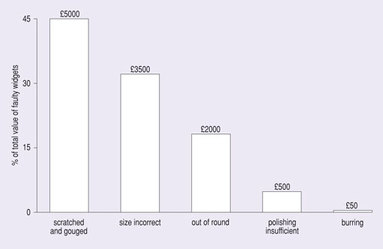 % of total value of faulty widgets
45
30
15
0
£5000
£3500
£2000
£500
£50
scratched
and gouged
size incorrect
out of round
polishing
insufficient
burring